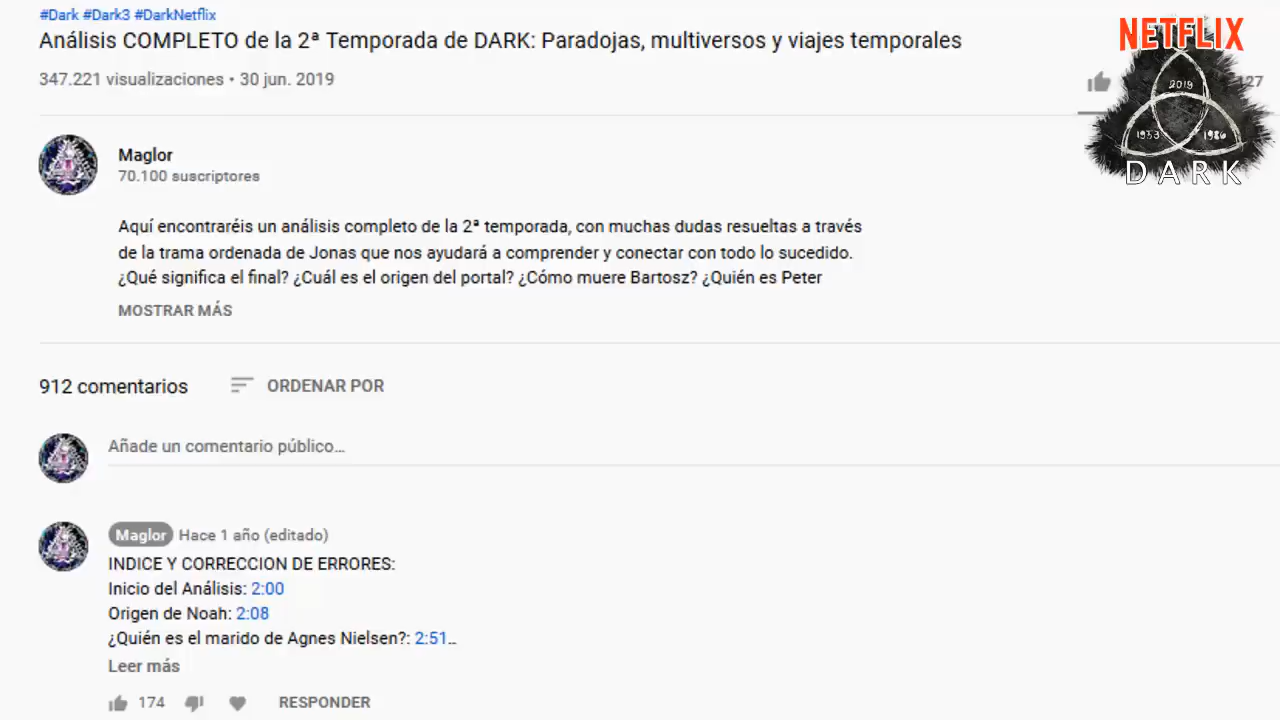 #Dark #Dark3 #DarkNetflix
Análisis COMPLETO de la 2ª Temporada de DARK: Paradojas, multiversos y viajes temporales
347.221 visualizaciones • 30 jun. 2019
27
NETFLIX
2019
1953
1986
DARK
Maglor
70.100 suscriptores
Aquí encontraréis un análisis completo de la 2ª temporada, con muchas dudas resueltas a través
de la trama ordenada de Jonas que nos ayudará a comprender y conectar con todo lo sucedido.
¿Qué significa el final? ¿Cuál es el origen del portal? ¿Cómo muere Bartosz? ¿Quién es Peter
MOSTRAR MÁS
912 comentarios
ORDENAR POR
Añade un comentario público...
Maglor Hace 1 año (editado)
INDICE Y CORRECCION DE ERRORES:
Inicio del Análisis: 2:00
Origen de Noah: 2:08
¿Quién es el marido de Agnes Nielsen?: 2:51...
Leer más
174
RESPONDER